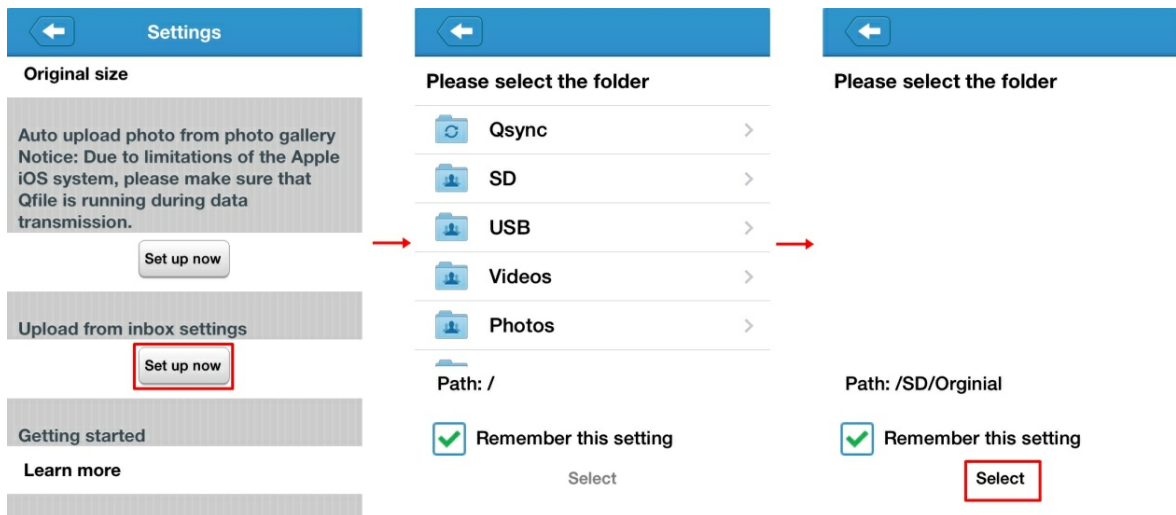 Settings
Original size
Auto upload photo from photo gallery
Notice: Due to limitations of the Apple
iOS system, please make sure that
Qfile is running during data
transmission.
Set up now
Upload from inbox settings
Set up now
Getting started
Learn more
Please select the folder
Qsync
SD
USB
Videos
Photos
Path: /
Remember this setting
Select
Please select the folder
Path: /SD/Orginial
Remember this setting
Select